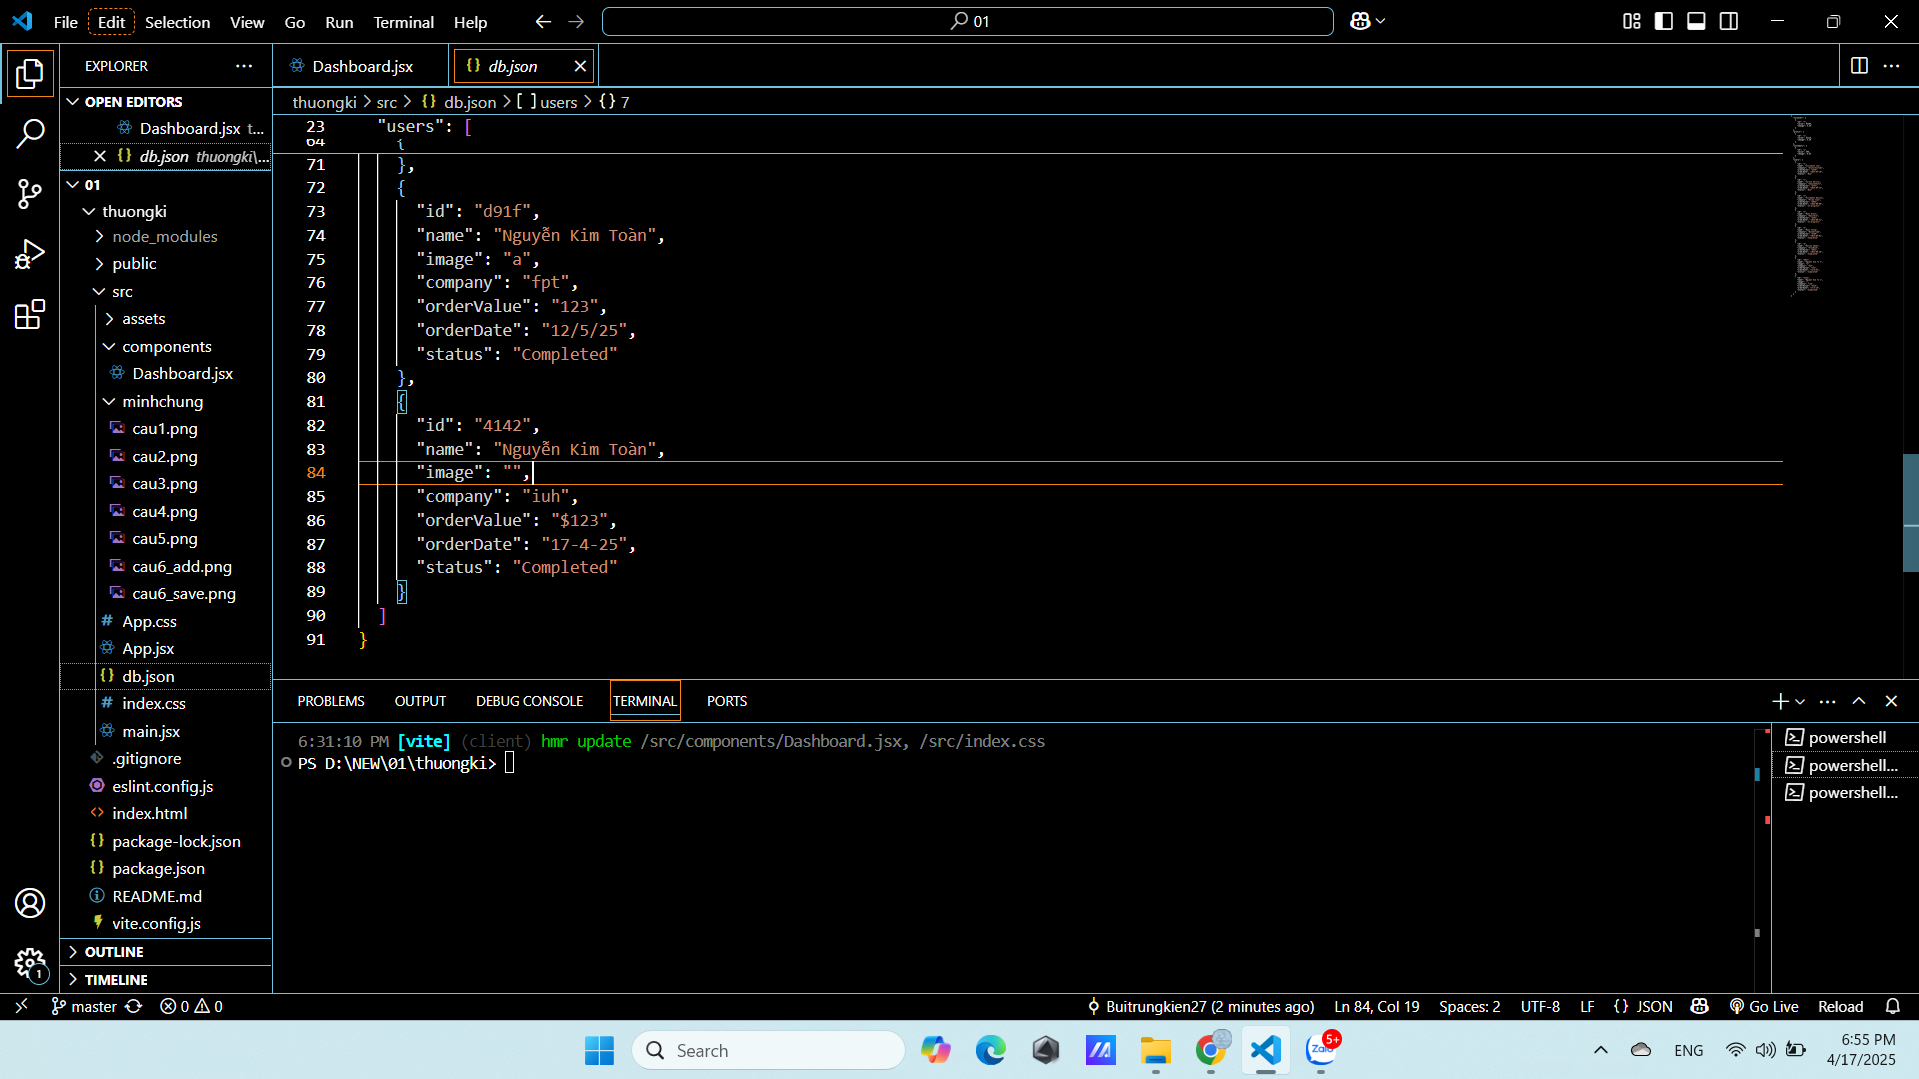 File Edit Selection View Go Run Terminal Help
01
EXPLORER
OPEN EDITORS
Dashboard.jsx t...
db.json thuongki\...
01
thuongki
node_modules
public
src
assets
components
Dashboard.jsx
minhchung
cau1.png
cau2.png
cau3.png
cau4.png
cau5.png
cau6_add.png
cau6_save.png
App.css
App.jsx
db.json
index.css
main.jsx
.gitignore
eslint.config.js
index.html
package-lock.json
package.json
README.md
vite.config.js
OUTLINE
TIMELINE
Dashboard.jsx
db.json
thuongki > src > {} db.json > [ ] users > {} 7
23 "users": [
64 {
71 },
72 {
73 "id": "d91f",
74 "name": "Nguyễn Kim Toàn",
75 "image": "a",
76 "company": "fpt",
77 "orderValue": "123",
78 "orderDate": "12/5/25",
79 "status": "Completed"
80 },
81 {
82 "id": "4142",
83 "name": "Nguyễn Kim Toàn",
84 "image": "",
85 "company": "iuh",
86 "orderValue": "$123",
87 "orderDate": "17-4-25",
88 "status": "Completed"
89 }
90 ]
91 }
PROBLEMS OUTPUT DEBUG CONSOLE TERMINAL PORTS
6:31:10 PM [vite] (client) hmr update /src/components/Dashboard.jsx, /src/index.css
PS D:\NEW\01\thuongki>
powershell
powershell...
powershell...
1
master 0 0
Buitrungkien27 (2 minutes ago) Ln 84, Col 19 Spaces: 2 UTF-8 LF {} JSON Go Live Reload
Search
Zalo
5+
ENG
6:55 PM
4/17/2025